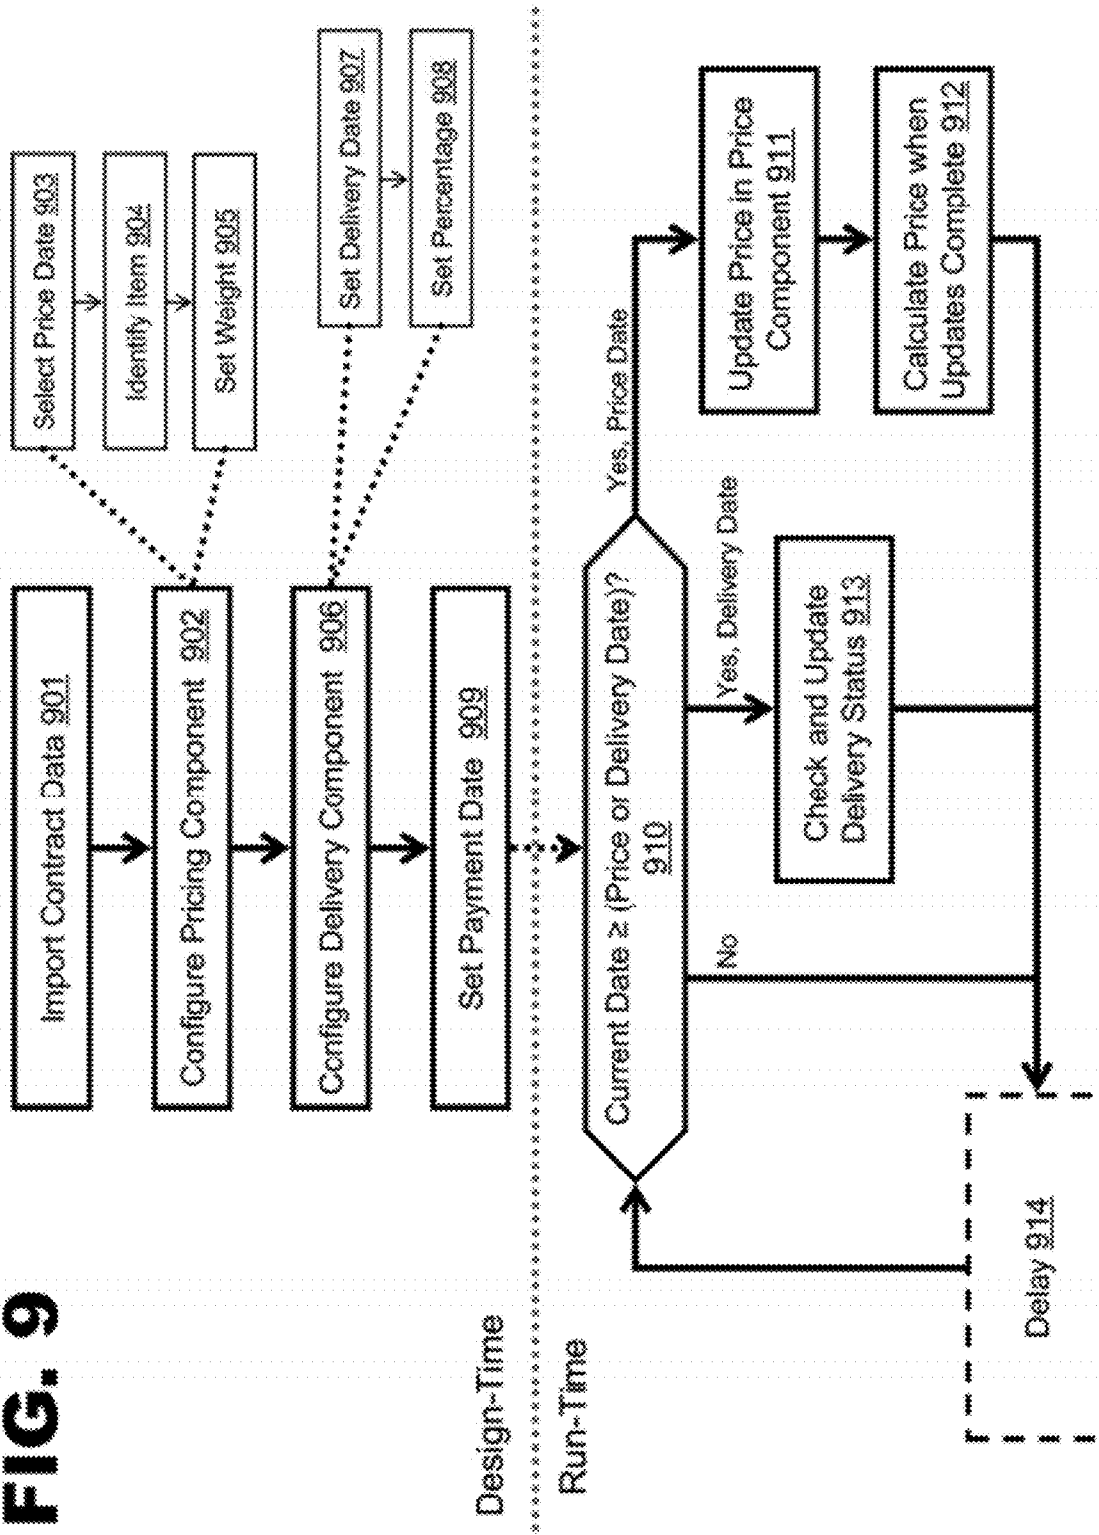 FIG. 9
Import Contract Data 901
Configure Pricing Component 902
Select Price Date 903
Identify Item 904
Set Weight 905
Configure Delivery Component 906
Set Delivery Date 907
Set Percentage 908
Set Payment Date 909
Design-Time
Run-Time
Current Date ≥ (Price or Delivery Date)?
910
Yes, Price Date
Update Price in Price
Component 911
Calculate Price when
Updates Complete 912
Yes, Delivery Date
Check and Update
Delivery Status 913
No
Delay 914